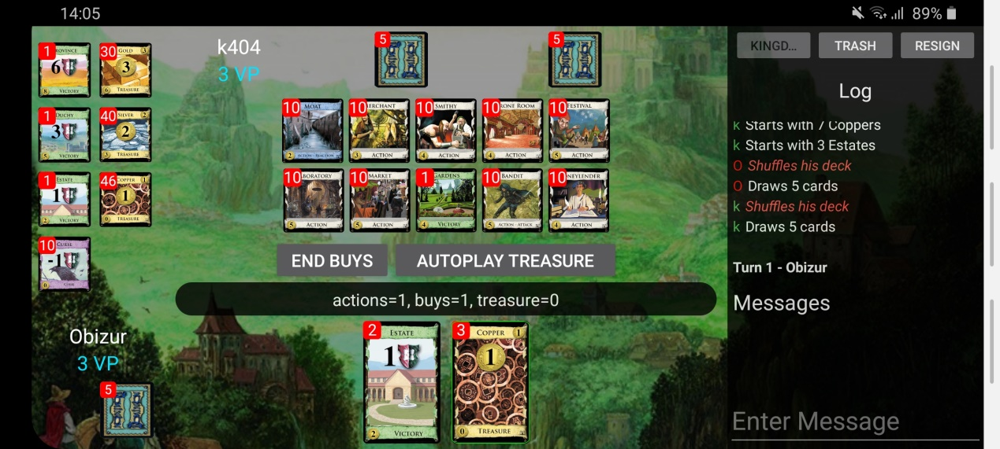 14:05
89%
k404
3 VP
5
5
1
6
8 VICTORY
30 GOLD 3
3
6 TREASURE
1 DUCHY
3
5 VICTORY
40 SILVER 2
2
3 TREASURE
1 ESTATE
1
2 VICTORY
46 COPPER 1
1
0 TREASURE
10 CURSE
-1
0 CURSE
10 MOAT
2 ACTION - REACTION
10
3 ACTION
10 SMITHY
4 ACTION
10 RONE ROOM
4 ACTION
10 FESTIVAL
5 ACTION
10 BORATORY
5 ACTION
10 MARKET
5 ACTION
1 GARDENS
4 VICTORY
10 BANDIT
5 ACTION - ATTACK
10 NEYLENDER
4 ACTION
END BUYS
AUTOPLAY TREASURE
actions=1, buys=1, treasure=0
Obizur
3 VP
5
2 ESTATE
1
2 VICTORY
3 COPPER 1
1
0 TREASURE
KINGD...
TRASH
RESIGN
Log
k Starts with 7 Coppers
k Starts with 3 Estates
O Shuffles his deck
O Draws 5 cards
k Shuffles his deck
k Draws 5 cards
Turn 1 - Obizur
Messages
Enter Message